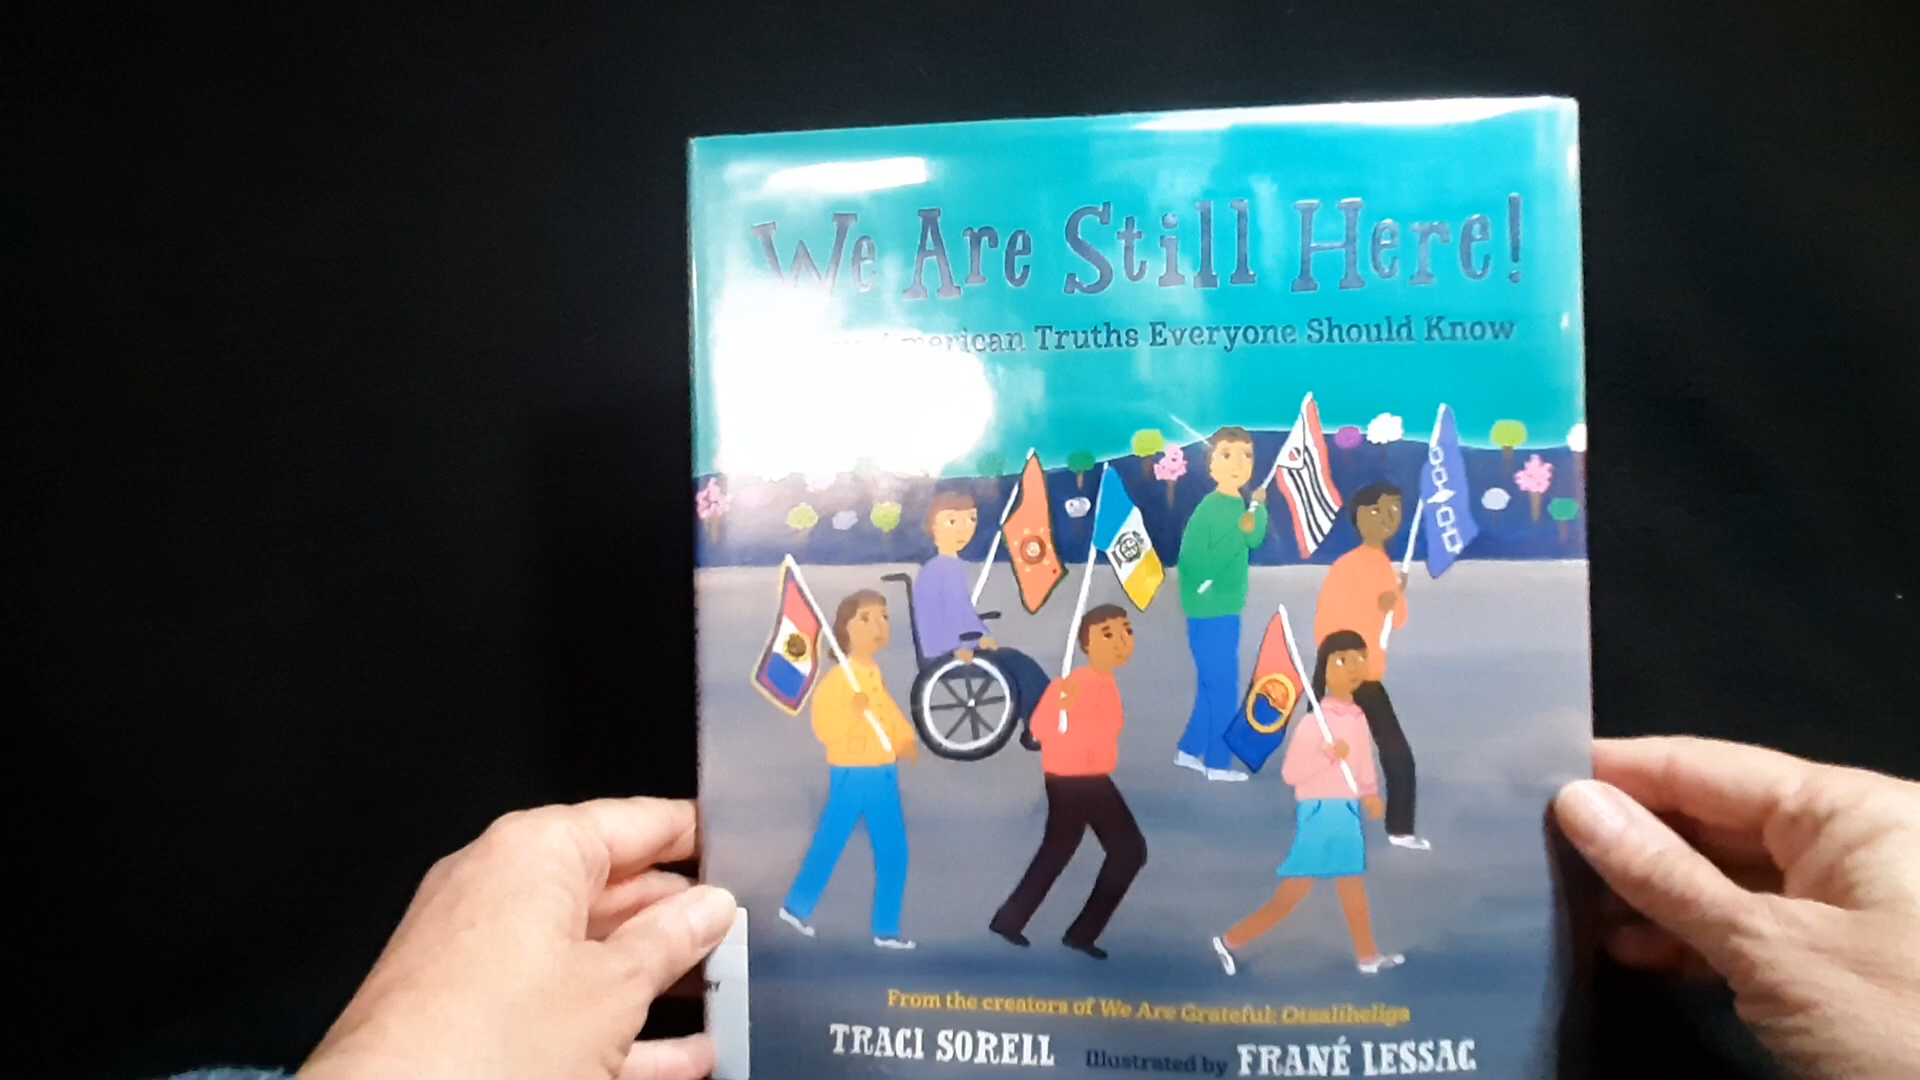 We Are Still Here!
American Truths Everyone Should Know
From the creators of We Are Grateful: Otsaliheliga
TRACI SORELL Illustrated by FRANÉ LESSAC